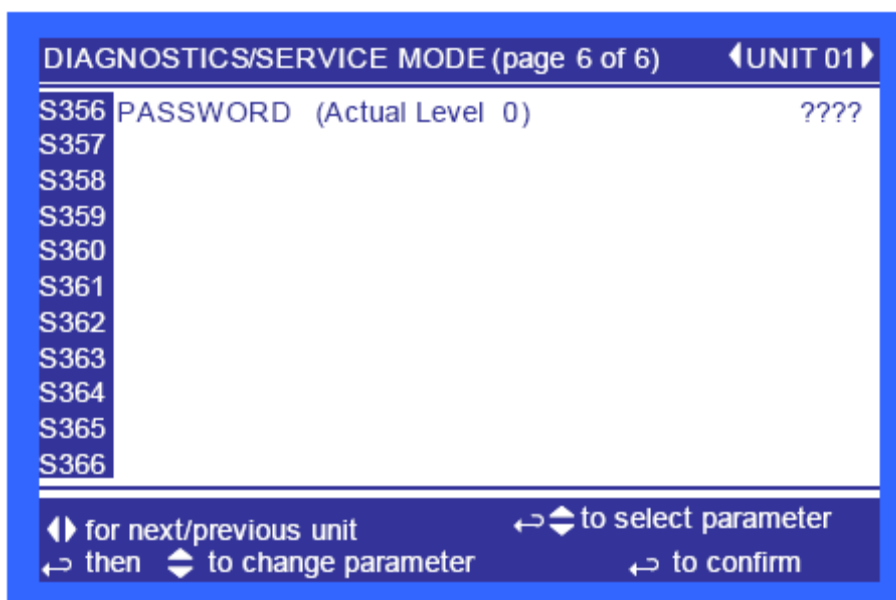 DIAGNOSTICS/SERVICE MODE (page 6 of 6) UNIT 01
S356 PASSWORD (Actual Level 0) ????
S357
S358
S359
S360
S361
S362
S363
S364
S365
S366
for next/previous unit to select parameter
then to change parameter to confirm